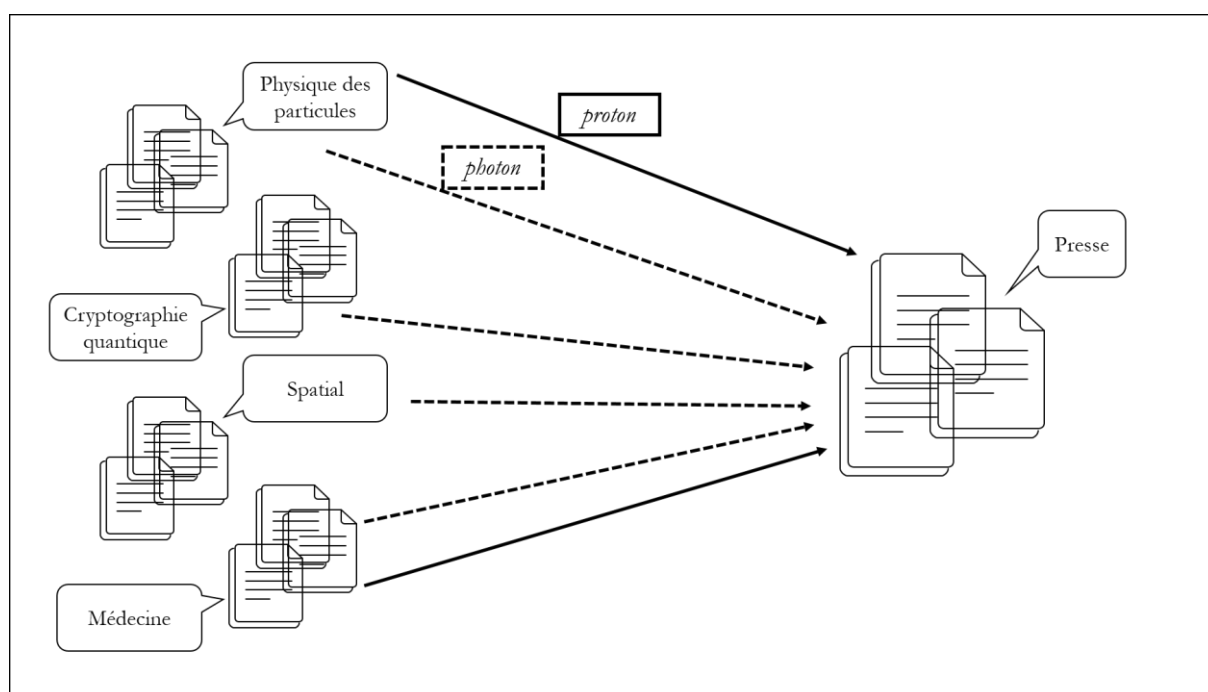 Physique des
particules
proton
photon
Presse
Cryptographie
quantique
Spatial
Médecine